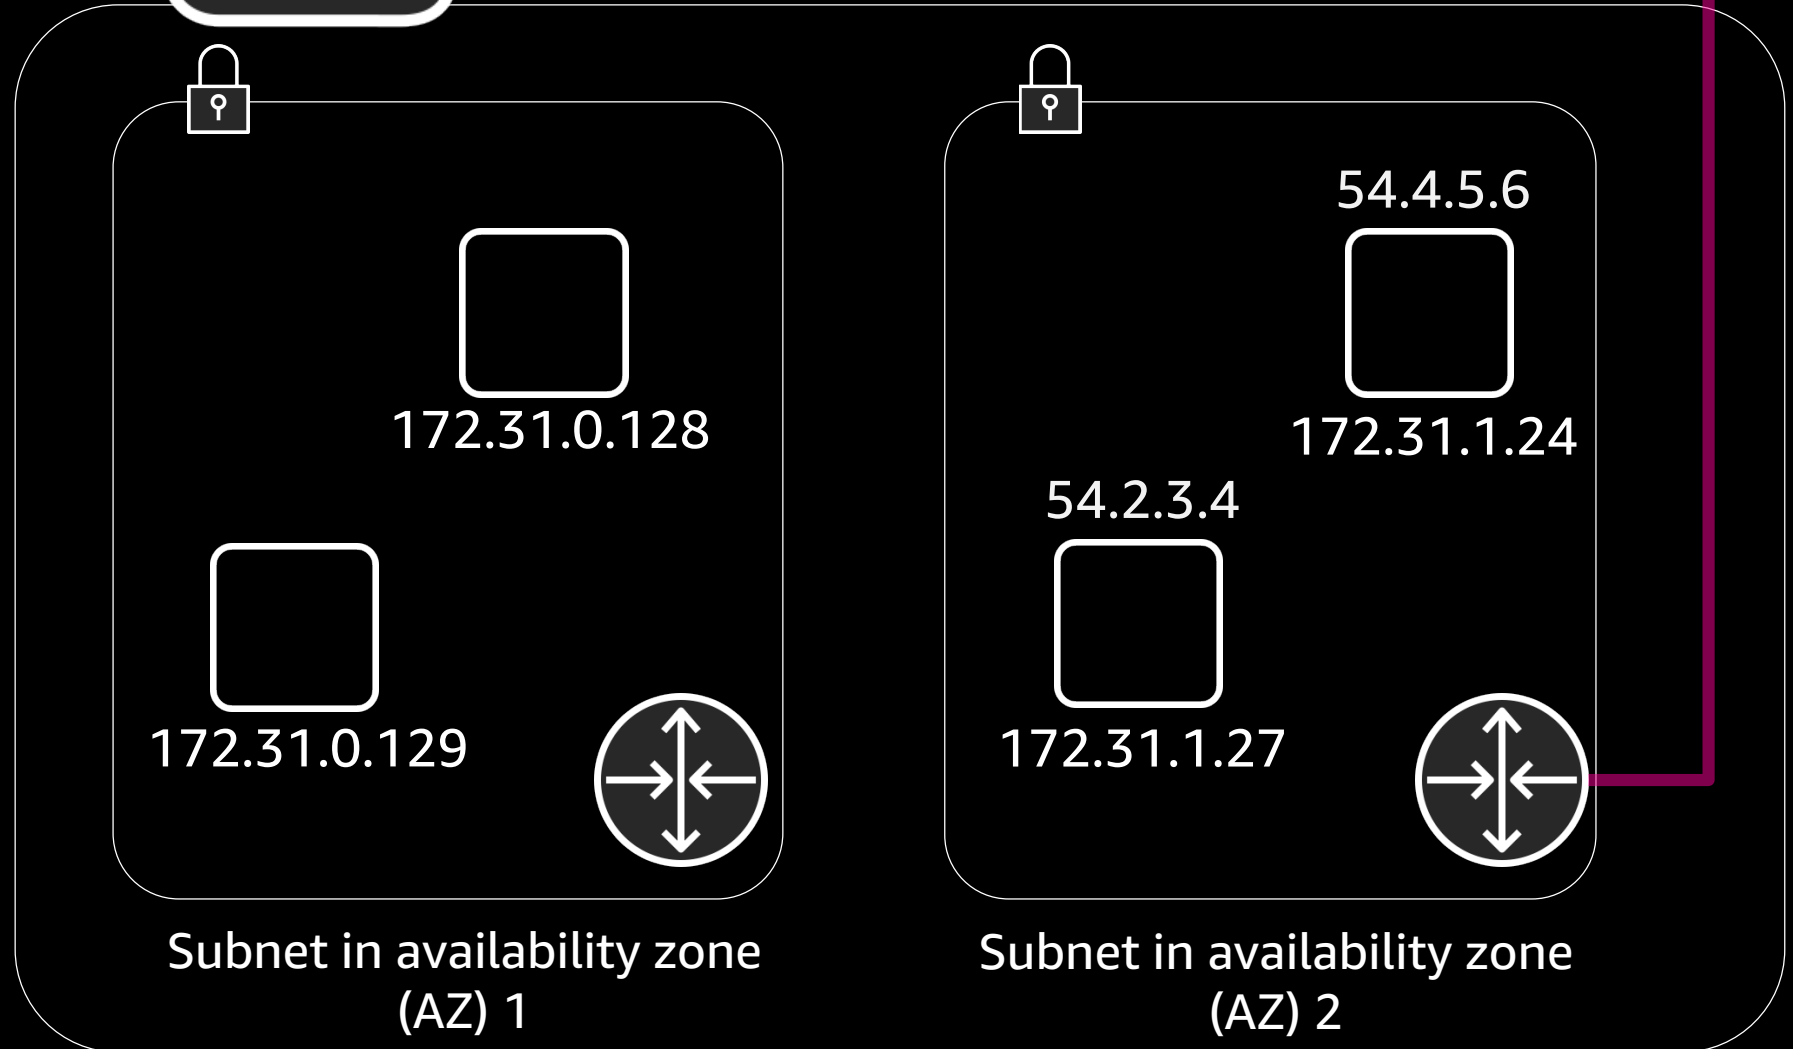 54.4.5.6
172.31.0.128
172.31.1.24
54.2.3.4
172.31.0.129
172.31.1.27
Subnet in availability zone
(AZ) 1
Subnet in availability zone
(AZ) 2